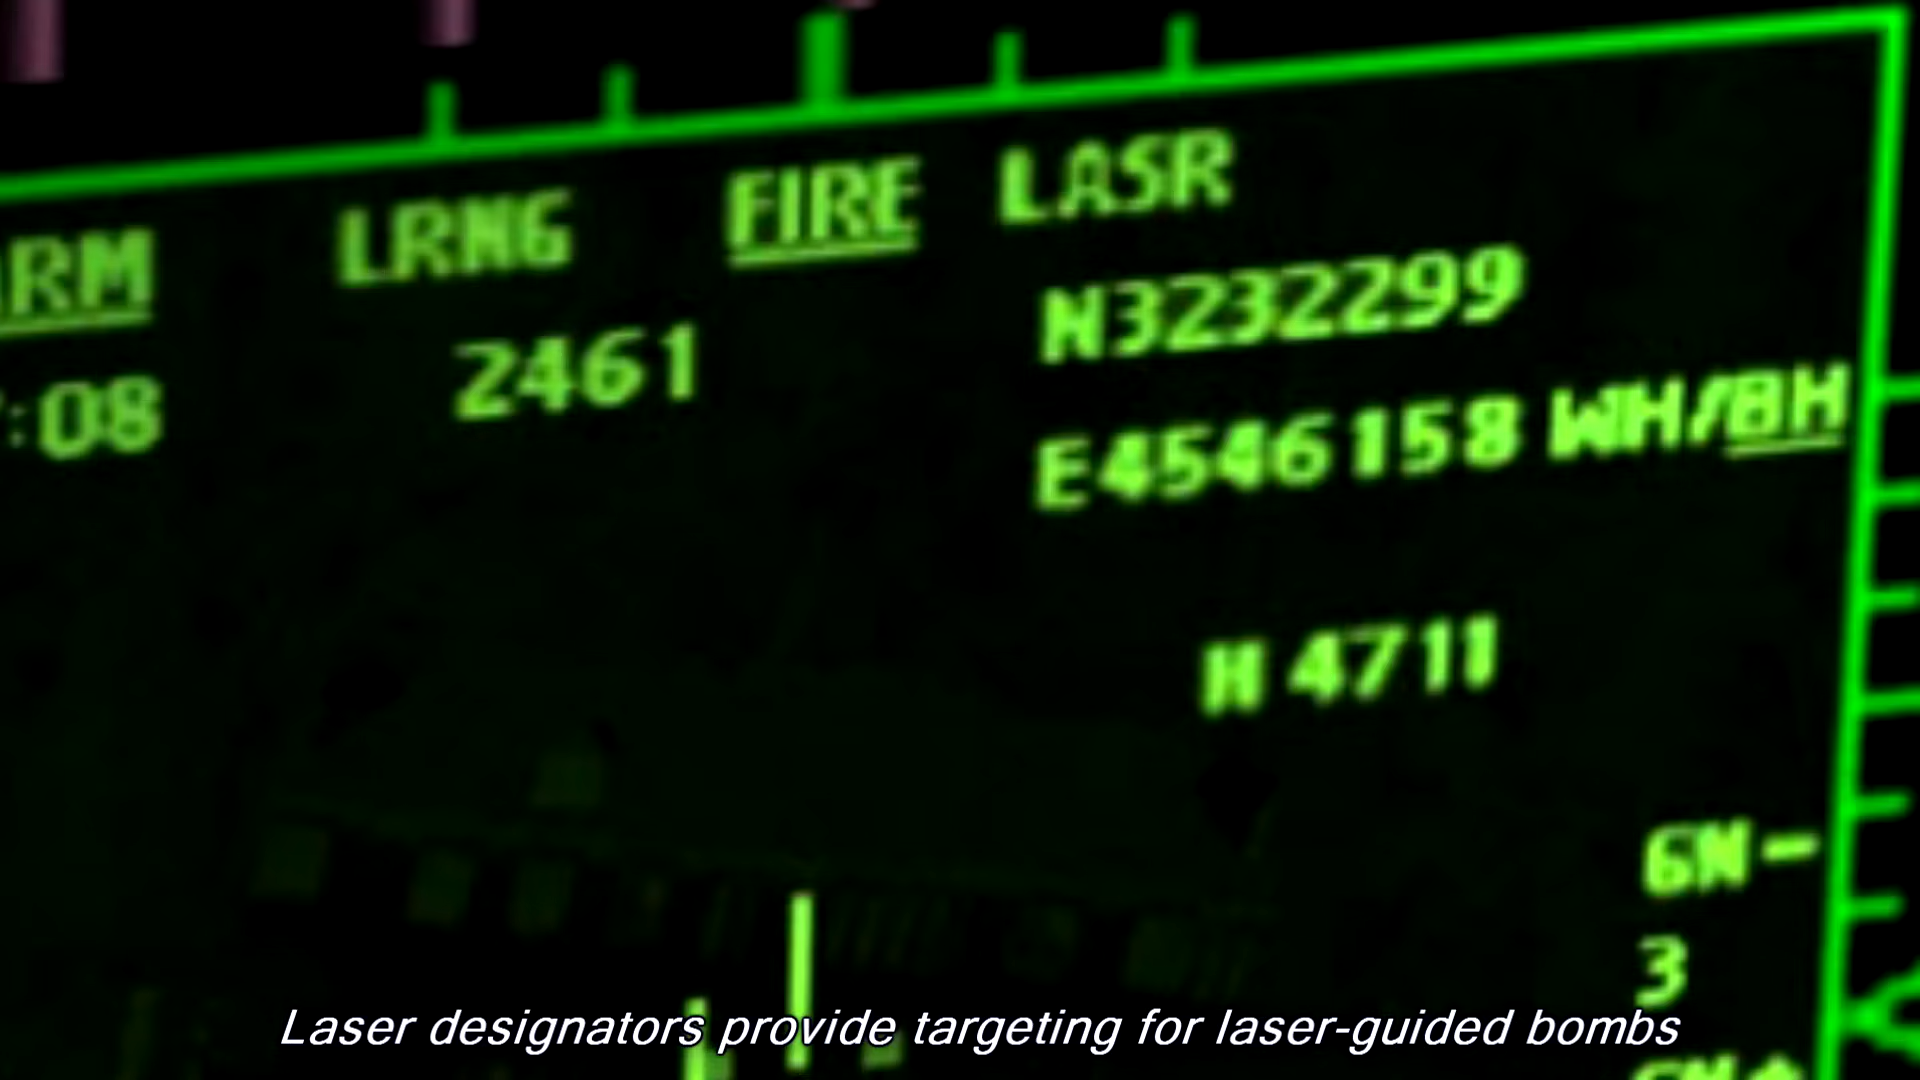 ARM LRNG FIRE LASR
:08 2461 N3232299
E4546158 WH/BH
H 4711
GN-
3
Laser designators provide targeting for laser-guided bombs